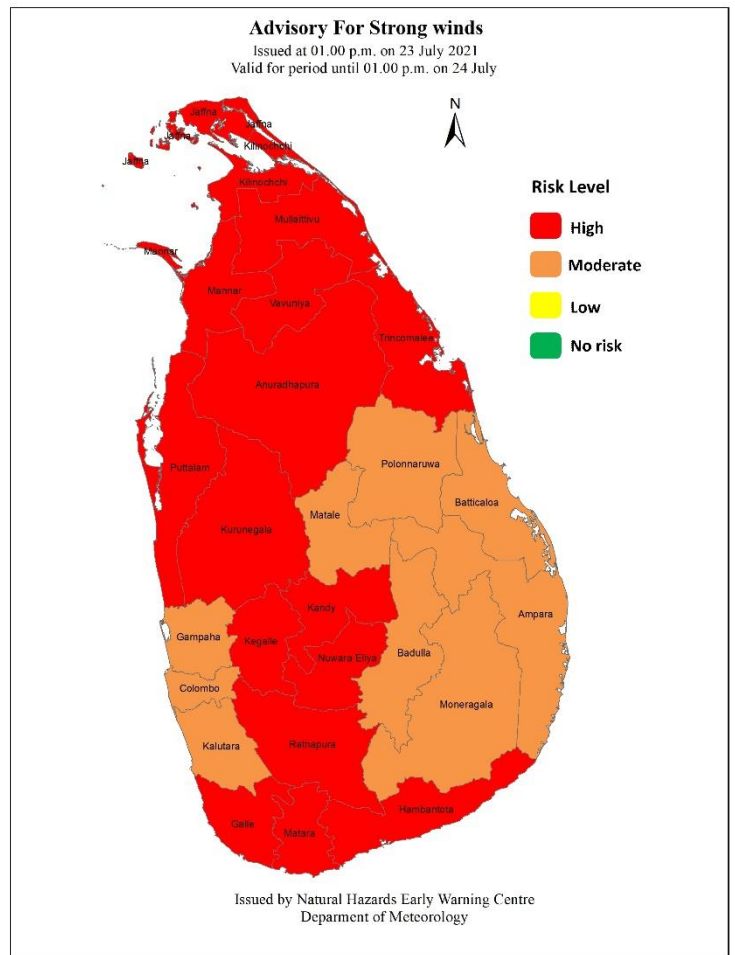 Advisory For Strong winds
Issued at 01.00 p.m. on 23 July 2021
Valid for period until 01.00 p.m. on 24 July
N
Jaffna
Jaffna
Jaffna
Kilinochchi
Jaffna
Kilinochchi
Risk Level
High
Mullaittivu
Mannar
Moderate
Mannar
Vavuniya
Low
Trincomalee
No risk
Anuradhapura
Polonnaruwa
Puttalam
Batticaloa
Matale
Kurunegala
Kandy
Ampara
Gampaha
Kegalle
Nuwara Eliya
Badulla
Colombo
Moneragala
Kalutara
Ratnapura
Hambantota
Galle
Matara
Issued by Natural Hazards Early Warning Centre
Deparment of Meteorology